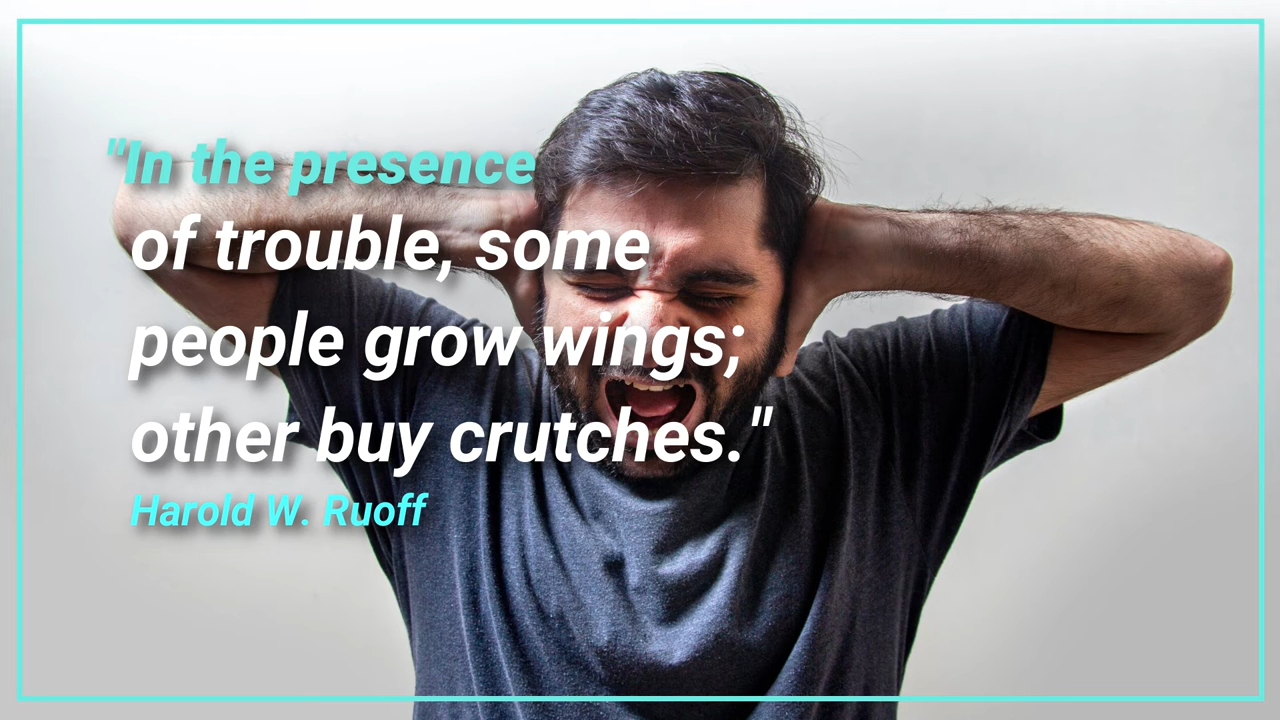 "In the presence
of trouble, some
people grow wings;
other buy crutches."
Harold W. Ruoff